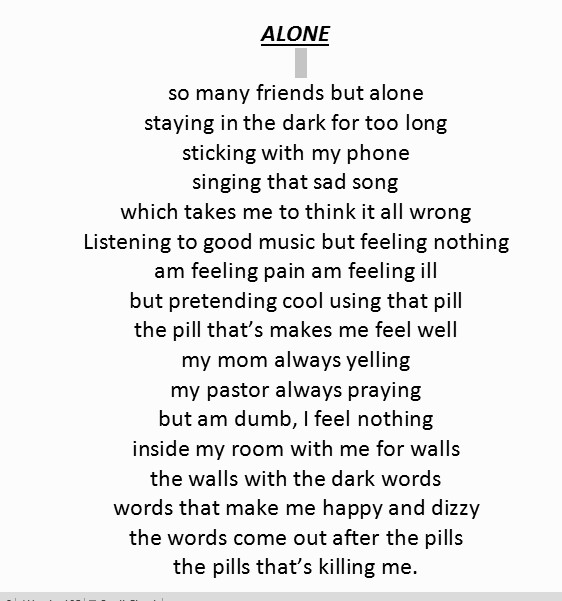 ALONE
so many friends but alone
staying in the dark for too long
sticking with my phone
singing that sad song
which takes me to think it all wrong
Listening to good music but feeling nothing
am feeling pain am feeling ill
but pretending cool using that pill
the pill that’s makes me feel well
my mom always yelling
my pastor always praying
but am dumb, I feel nothing
inside my room with me for walls
the walls with the dark words
words that make me happy and dizzy
the words come out after the pills
the pills that’s killing me.